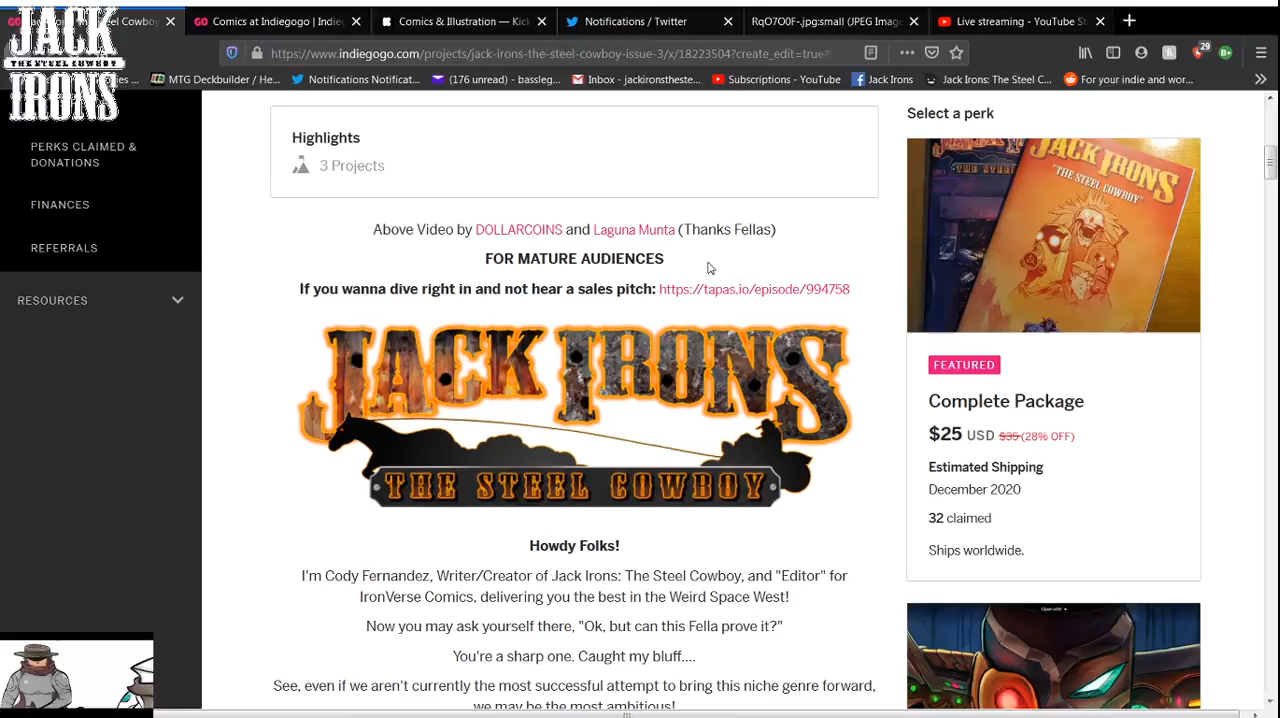 Cowboy
Comics at Indiegogo | Indie
Comics & Illustration — Kick
Notifications / Twitter
RqO7O0F-.jpg:small (JPEG Image
Live streaming - YouTube St
JACK
THE STEEL COWBOY
IRONS
https://www.indiegogo.com/projects/jack-irons-the-steel-cowboy-issue-3/x/18223504?create_edit=true#
29
MTG Deckbuilder / He...
Notifications Notificat...
(176 unread) - bassleg...
Inbox - jackironsthe...
Subscriptions - YouTube
Jack Irons
Jack Irons: The Steel C...
For your indie and wor...
PERKS CLAIMED &
DONATIONS
FINANCES
REFERRALS
RESOURCES
Highlights
3 Projects
Above Video by DOLLARCOINS and Laguna Munta (Thanks Fellas)
FOR MATURE AUDIENCES
If you wanna dive right in and not hear a sales pitch: https://tapas.io/episode/994758
JACK IRONS
THE STEEL COWBOY
Howdy Folks!
I'm Cody Fernandez, Writer/Creator of Jack Irons: The Steel Cowboy, and "Editor" for
IronVerse Comics, delivering you the best in the Weird Space West!
Now you may ask yourself there, "Ok, but can this Fella prove it?"
You're a sharp one. Caught my bluff....
See, even if we aren't currently the most successful attempt to bring this niche genre forward,
we may be the most ambitious!
Select a perk
JACK IRONS
"THE STEEL COWBOY"
FEATURED
Complete Package
$25 USD $35 (28% OFF)
Estimated Shipping
December 2020
32 claimed
Ships worldwide.
Open with